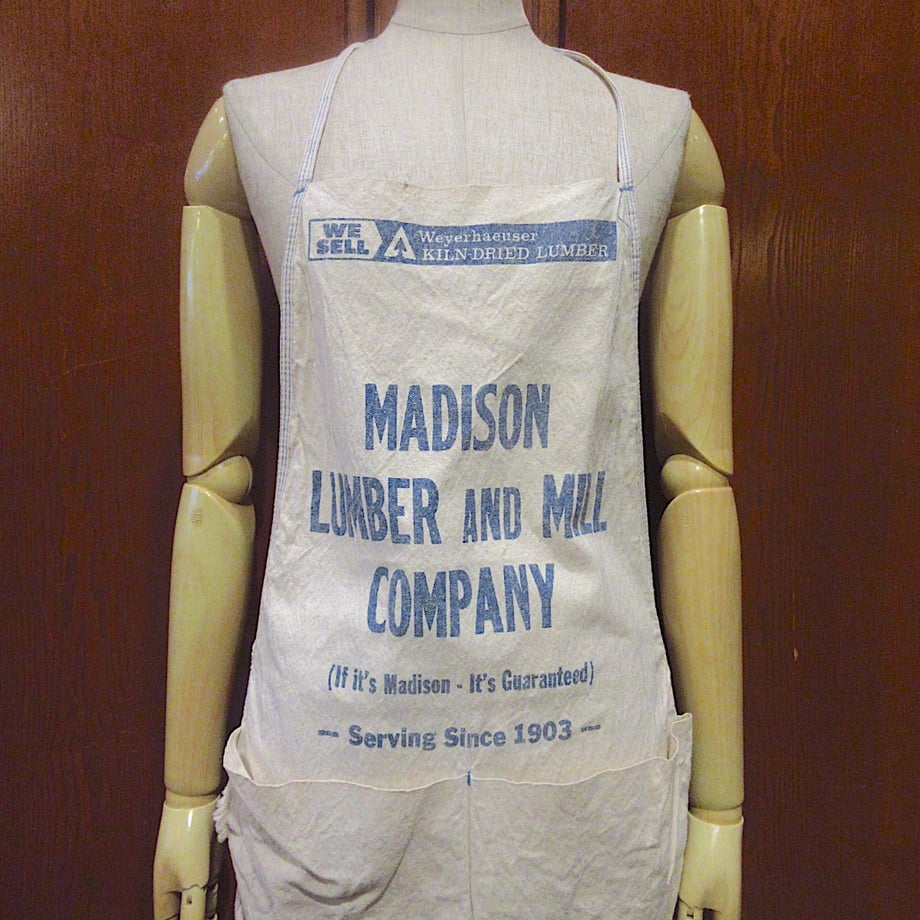 WE SELL
Weyerhaeuser
KILN-DRIED LUMBER
MADISON
LUMBER AND MILL
COMPANY
(If it's Madison - It's Guaranteed)
— Serving Since 1903 —